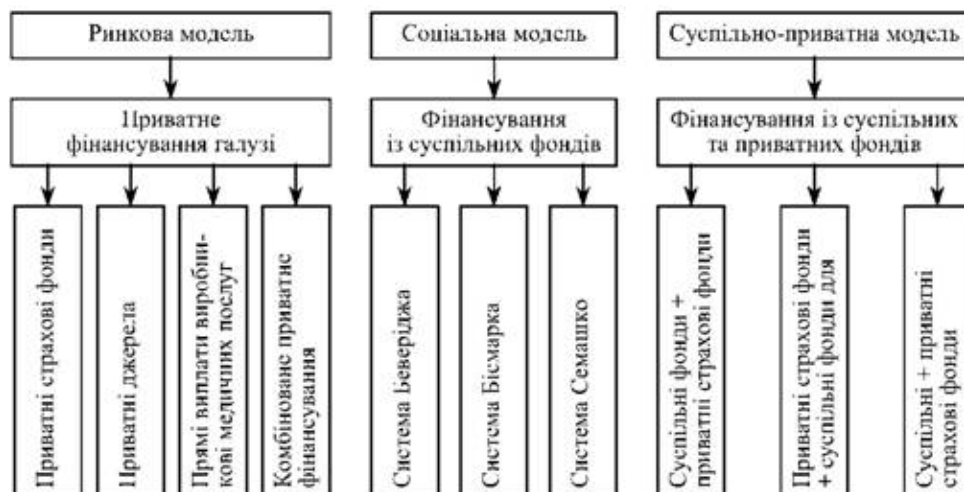 Ринкова модель
Соціальна модель
Суспільно-приватна модель
Приватне
фінансування галузі
Фінансування
із суспільних фондів
Фінансування із суспільних
та приватних фондів
Приватні страхові фонди
Приватні джерела
Прямі виплати виробни-
кові медичних послуг
Комбіноване приватне
фінансування
Система Беверіджа
Система Бісмарка
Система Семашко
Суспільні фонди +
приватні страхові фонди
Приватні страхові фонди
+ суспільні фонди для
Суспільні + приватні
страхові фонди